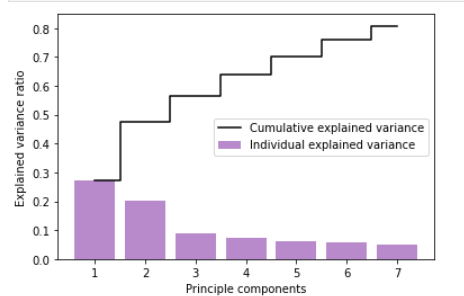 0.8
0.7
0.6
0.5
0.4
0.3
0.2
0.1
0.0
Explained variance ratio
Cumulative explained variance
Individual explained variance
1 2 3 4 5 6 7
Principle components